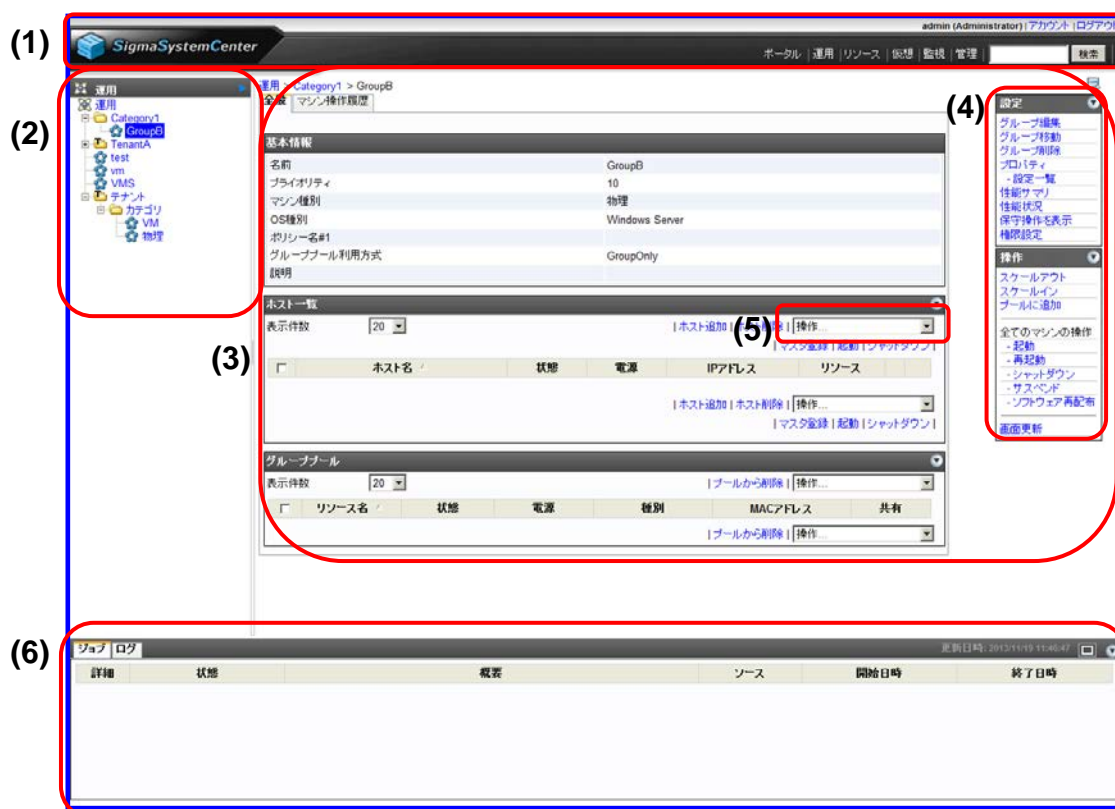 (1)
admin (Administrator) | アカウント | ログアウ
SigmaSystemCenter
ポータル | 運用 | リソース | 仮想 | 監視 | 管理 | 検索
(2)
運用
運用
Category1
GroupB
TenantA
test
vm
VMS
テナント
カテゴリ
VM
物理
(3)
運用 > Category1 > GroupB
全般 マシン操作履歴
基本情報
名前 GroupB
プライオリティ 10
マシン種別 物理
OS種別 Windows Server
ポリシー名#1
グループプール利用方式 GroupOnly
説明
ホスト一覧
表示件数 20 | ホスト追加 | ホスト削除 | 操作...
(5)
| マスタ登録 | 起動 | シャットダウン |
ホスト名 / 状態 電源 IPアドレス リソース
| ホスト追加 | ホスト削除 | 操作...
| マスタ登録 | 起動 | シャットダウン |
グループプール
表示件数 20 | プールから削除 | 操作...
リソース名 / 状態 電源 種別 MACアドレス 共有
| プールから削除 | 操作...
(4)
設定
グループ編集
グループ移動
グループ削除
プロパティ
- 設定一覧
性能サマリ
性能状況
保守操作を表示
権限設定
操作
スケールアウト
スケールイン
プールに追加
全てのマシンの操作
- 起動
- 再起動
- シャットダウン
- サスペンド
- ソフトウェア再配布
画面更新
(6)
ジョブ ログ 更新日時: 2013/11/19 11:46:47
詳細 状態 概要 ソース 開始日時 終了日時